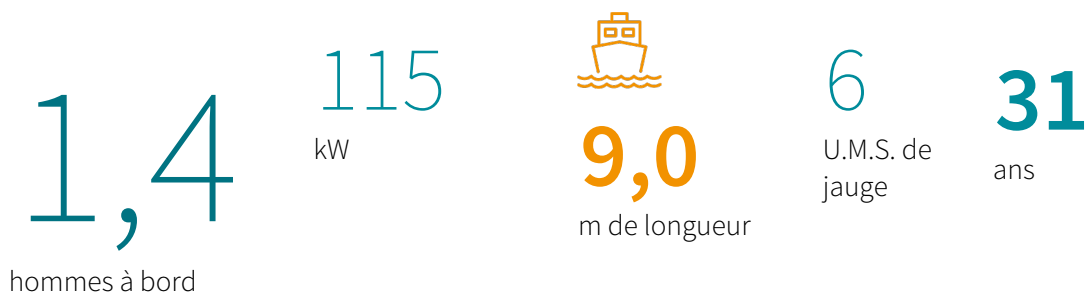 1,4
hommes à bord
115
kW
9,0
m de longueur
6
U.M.S. de
jauge
31
ans